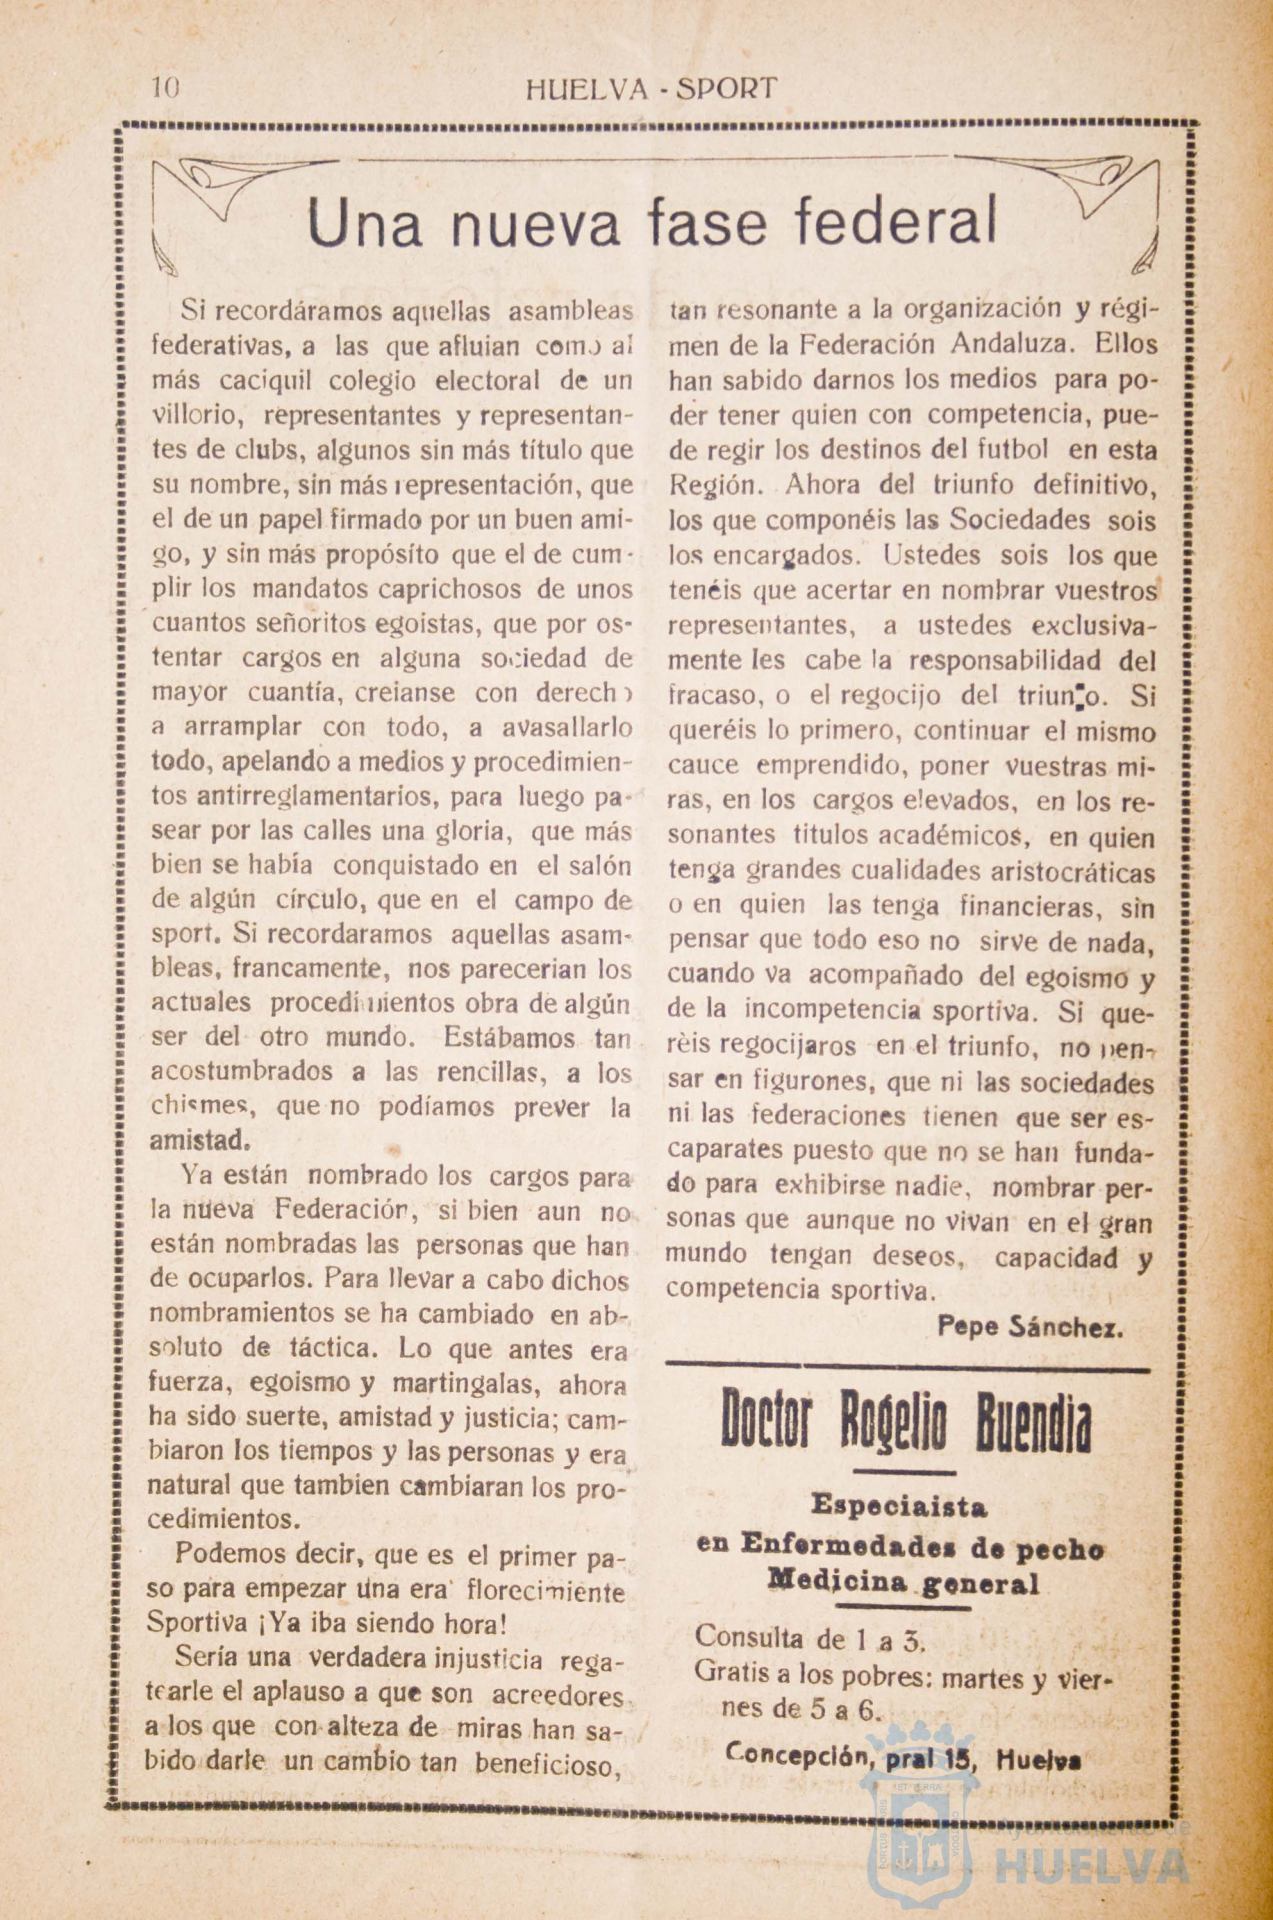 10
HUELVA - SPORT
Una nueva fase federal
Si recordáramos aquellas asambleas
federativas, a las que afluian como al
más caciquil colegio electoral de un
villorio, representantes y representan-
tes de clubs, algunos sin más título que
su nombre, sin más representación, que
el de un papel firmado por un buen ami-
go, y sin más propósito que el de cum-
plir los mandatos caprichosos de unos
cuantos señoritos egoistas, que por os-
tentar cargos en alguna sociedad de
mayor cuantía, creianse con derecho
a arramplar con todo, a avasallarlo
todo, apelando a medios y procedimien-
tos antirreglamentarios, para luego pa-
sear por las calles una gloria, que más
bien se había conquistado en el salón
de algún círculo, que en el campo de
sport. Si recordaramos aquellas asam-
bleas, francamente, nos parecerian los
actuales procedimientos obra de algún
ser del otro mundo. Estábamos tan
acostumbrados a las rencillas, a los
chismes, que no podíamos prever la
amistad.
Ya están nombrado los cargos para
la nueva Federación, si bien aun no
están nombradas las personas que han
de ocuparlos. Para llevar a cabo dichos
nombramientos se ha cambiado en ab-
soluto de táctica. Lo que antes era
fuerza, egoismo y martingalas, ahora
ha sido suerte, amistad y justicia; cam-
biaron los tiempos y las personas y era
natural que tambien cambiaran los pro-
cedimientos.
Podemos decir, que es el primer pa-
so para empezar una era florecimiente
Sportiva ¡Ya iba siendo hora!
Sería una verdadera injusticia rega-
tearle el aplauso a que son acreedores
a los que con alteza de miras han sa-
bido darle un cambio tan beneficioso,
tan resonante a la organización y régi-
men de la Federación Andaluza. Ellos
han sabido darnos los medios para po-
der tener quien con competencia, pue-
de regir los destinos del futbol en esta
Región. Ahora del triunfo definitivo,
los que componéis las Sociedades sois
los encargados. Ustedes sois los que
tenéis que acertar en nombrar vuestros
representantes, a ustedes exclusiva-
mente les cabe la responsabilidad del
fracaso, o el regocijo del triunfo. Si
queréis lo primero, continuar el mismo
cauce emprendido, poner vuestras mi-
ras, en los cargos elevados, en los re-
sonantes titulos académicos, en quien
tenga grandes cualidades aristocráticas
o en quien las tenga financieras, sin
pensar que todo eso no sirve de nada,
cuando va acompañado del egoismo y
de la incompetencia sportiva. Si que-
rèis regocijaros en el triunfo, no pen-
sar en figurones, que ni las sociedades
ni las federaciones tienen que ser es-
caparates puesto que no se han funda-
do para exhibirse nadie, nombrar per-
sonas que aunque no vivan en el gran
mundo tengan deseos, capacidad y
competencia sportiva.
Pepe Sánchez.
Doctor Rogelio Buendia
Especiaista
en Enfermedades de pecho
Medicina general
Consulta de 1 a 3.
Gratis a los pobres: martes y vier-
nes de 5 a 6.
Concepción, pral 15, Huelva
Ayuntamiento de
HUELVA